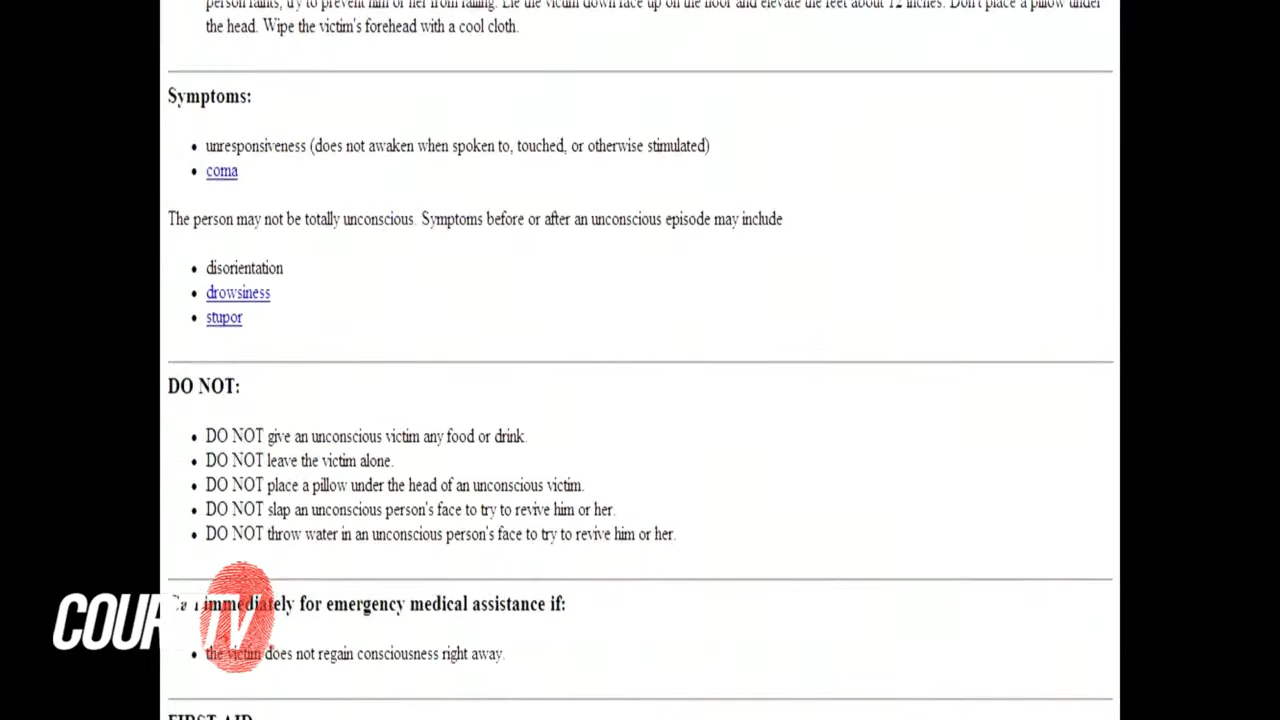 person faints, try to prevent him or her from falling. Lie the victim down face up on the floor and elevate the feet about 12 inches. Don't place a pillow under
the head. Wipe the victim's forehead with a cool cloth.
Symptoms:
unresponsiveness (does not awaken when spoken to, touched, or otherwise stimulated)
coma
The person may not be totally unconscious. Symptoms before or after an unconscious episode may include
disorientation
drowsiness
stupor
DO NOT:
DO NOT give an unconscious victim any food or drink.
DO NOT leave the victim alone.
DO NOT place a pillow under the head of an unconscious victim.
DO NOT slap an unconscious person's face to try to revive him or her.
DO NOT throw water in an unconscious person's face to try to revive him or her.
Call immediately for emergency medical assistance if:
the victim does not regain consciousness right away.
COURT TV
FIRST AID